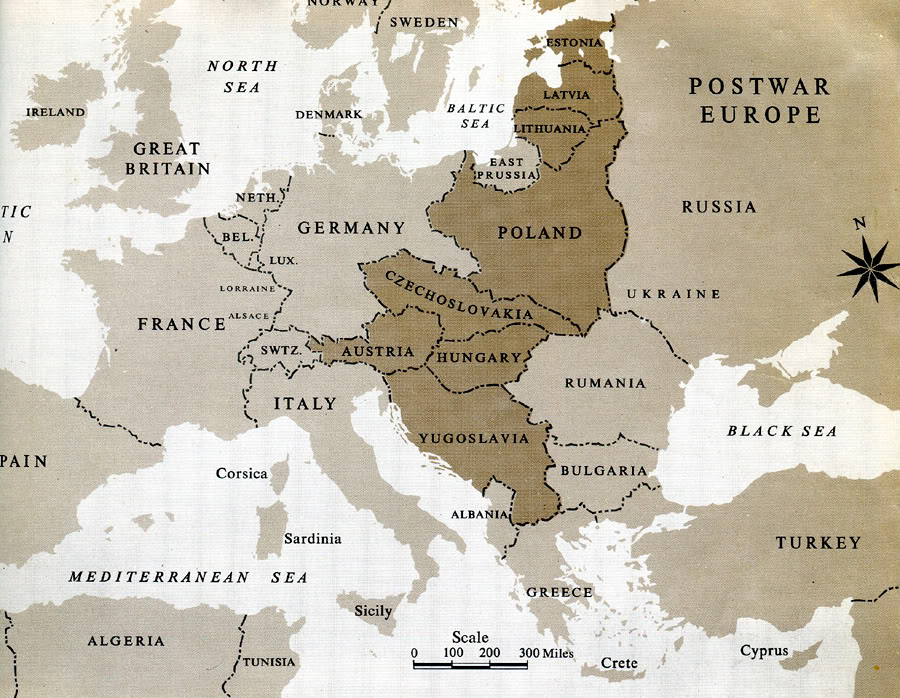 NORWAY
SWEDEN
ESTONIA
NORTH
SEA
POSTWAR
EUROPE
LATVIA
IRELAND
DENMARK
BALTIC
SEA
LITHUANIA
GREAT
BRITAIN
EAST
PRUSSIA
NETH.
RUSSIA
TIC
N
BEL.
GERMANY
POLAND
N
LUX.
LORRAINE
CZECHOSLOVAKIA
UKRAINE
ALSACE
FRANCE
SWTZ.
AUSTRIA
HUNGARY
RUMANIA
ITALY
BLACK SEA
YUGOSLAVIA
PAIN
Corsica
BULGARIA
ALBANIA
Sardinia
TURKEY
MEDITERRANEAN SEA
GREECE
Sicily
ALGERIA
Scale
0 100 200 300 Miles
TUNISIA
Crete
Cyprus